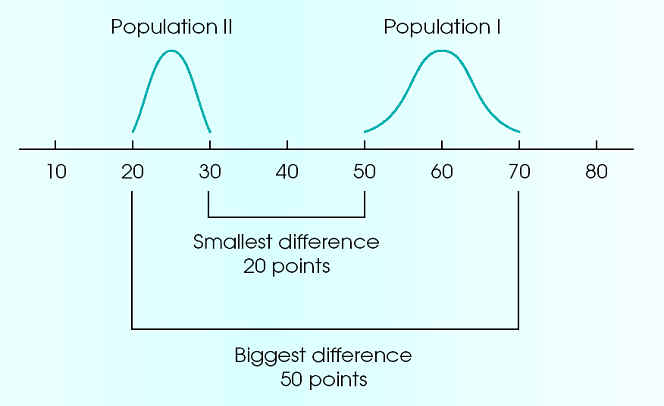 Population II
Population I
10 20 30 40 50 60 70 80
Smallest difference
20 points
Biggest difference
50 points